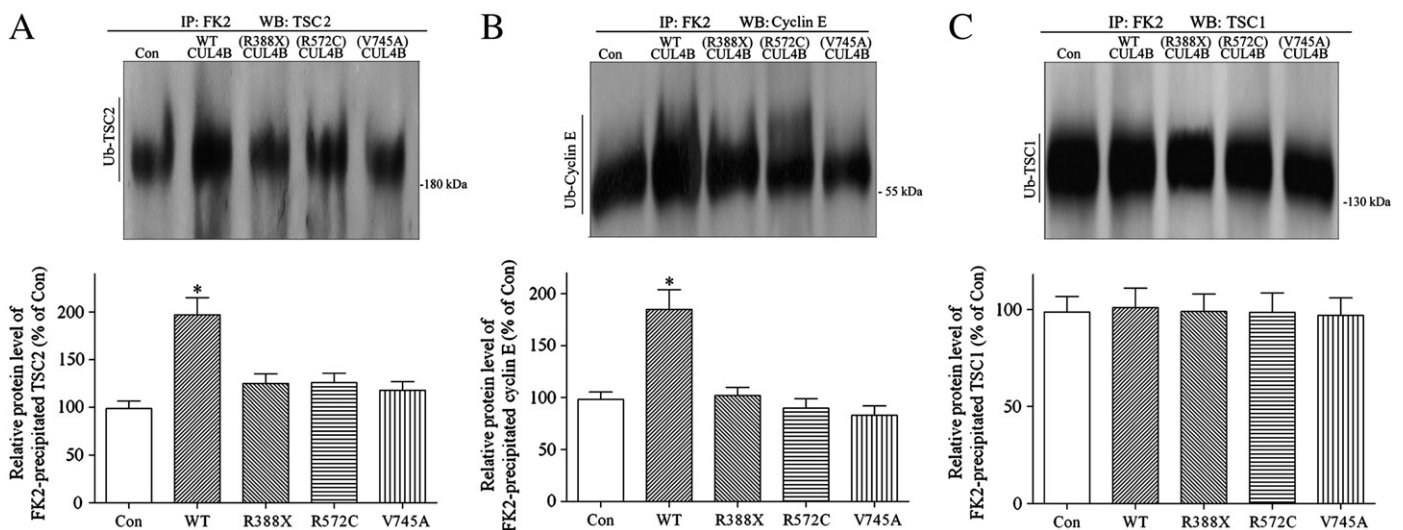 A
IP: FK2 WB: TSC2
Con
WT
CUL4B
(R388X)
CUL4B
(R572C)
CUL4B
(V745A)
CUL4B
Ub-TSC2
-180 kDa
Relative protein level of
FK2-precipitated TSC2 (% of Con)
200
150
100
50
0
*
Con WT R388X R572C V745A
B
IP: FK2 WB: Cyclin E
Con
WT
CUL4B
(R388X)
CUL4B
(R572C)
CUL4B
(V745A)
CUL4B
Ub-Cyclin E
- 55 kDa
Relative protein level of
FK2-precipitated cyclin E (% of Con)
200
150
100
50
0
*
Con WT R388X R572C V745A
C
IP: FK2 WB: TSC1
Con
WT
CUL4B
(R388X)
CUL4B
(R572C)
CUL4B
(V745A)
CUL4B
Ub-TSC1
-130 kDa
Relative protein level of
FK2-precipitated TSC1 (% of Con)
100
50
0
Con WT R388X R572C V745A